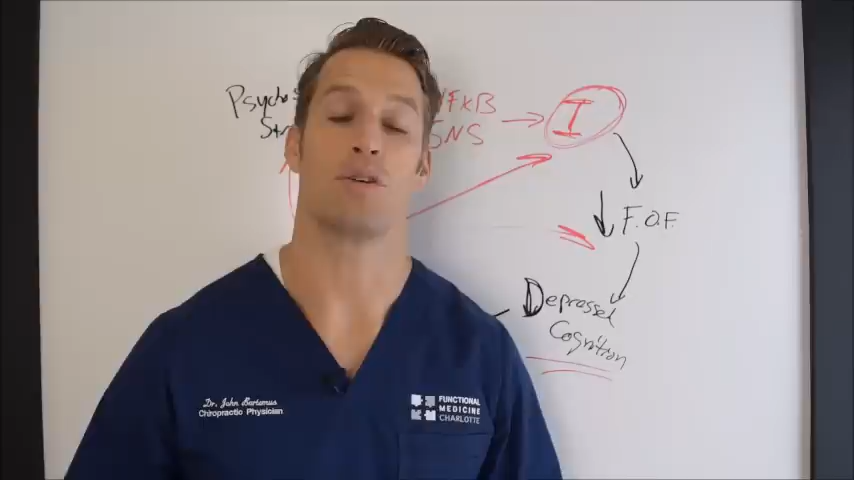 NFKB
SNS
I
F.O.F.
Depressed
Cognition
Dr. John Bartemus
Chiropractic Physician
FUNCTIONAL
MEDICINE
CHARLOTTE